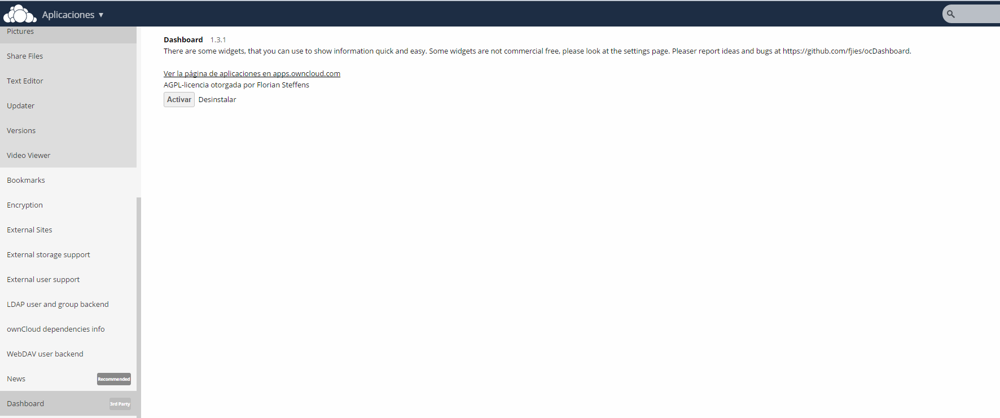 Aplicaciones ▼
Pictures
Share Files
Text Editor
Updater
Versions
Video Viewer
Bookmarks
Encryption
External Sites
External storage support
External user support
LDAP user and group backend
ownCloud dependencies info
WebDAV user backend
News Recommended
Dashboard 3rd Party
Dashboard 1.3.1
There are some widgets, that you can use to show information quick and easy. Some widgets are not commercial free, please look at the settings page. Pleaser report ideas and bugs at https://github.com/fjies/ocDashboard.
Ver la página de aplicaciones en apps.owncloud.com
AGPL-licencia otorgada por Florian Steffens
Activar Desinstalar